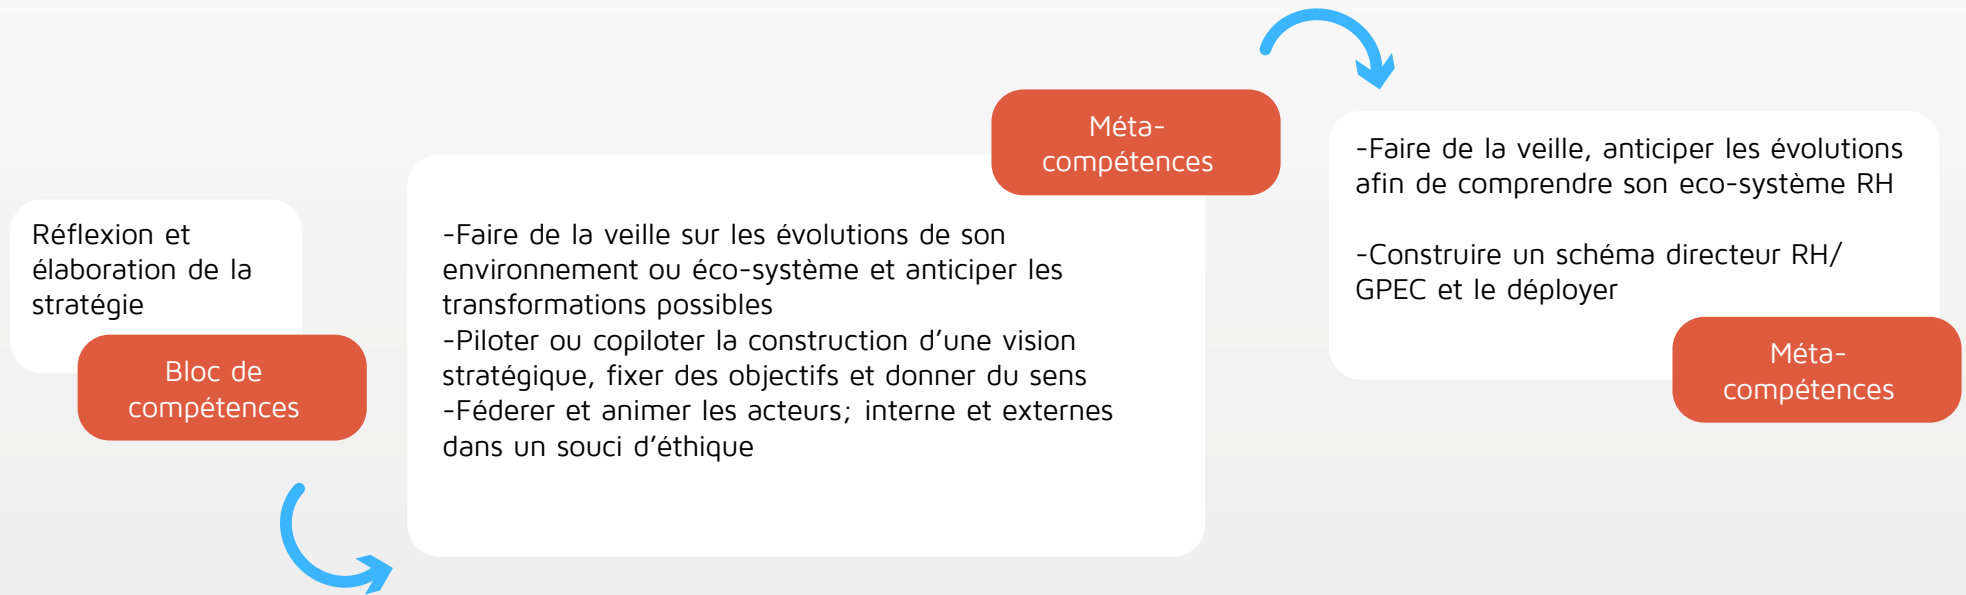 Réflexion et
élaboration de la
stratégie
Bloc de
compétences
Méta-
compétences
-Faire de la veille sur les évolutions de son
environnement ou éco-système et anticiper les
transformations possibles
-Piloter ou copiloter la construction d’une vision
stratégique, fixer des objectifs et donner du sens
-Féderer et animer les acteurs; interne et externes
dans un souci d’éthique
-Faire de la veille, anticiper les évolutions
afin de comprendre son eco-système RH
-Construire un schéma directeur RH/
GPEC et le déployer
Méta-
compétences